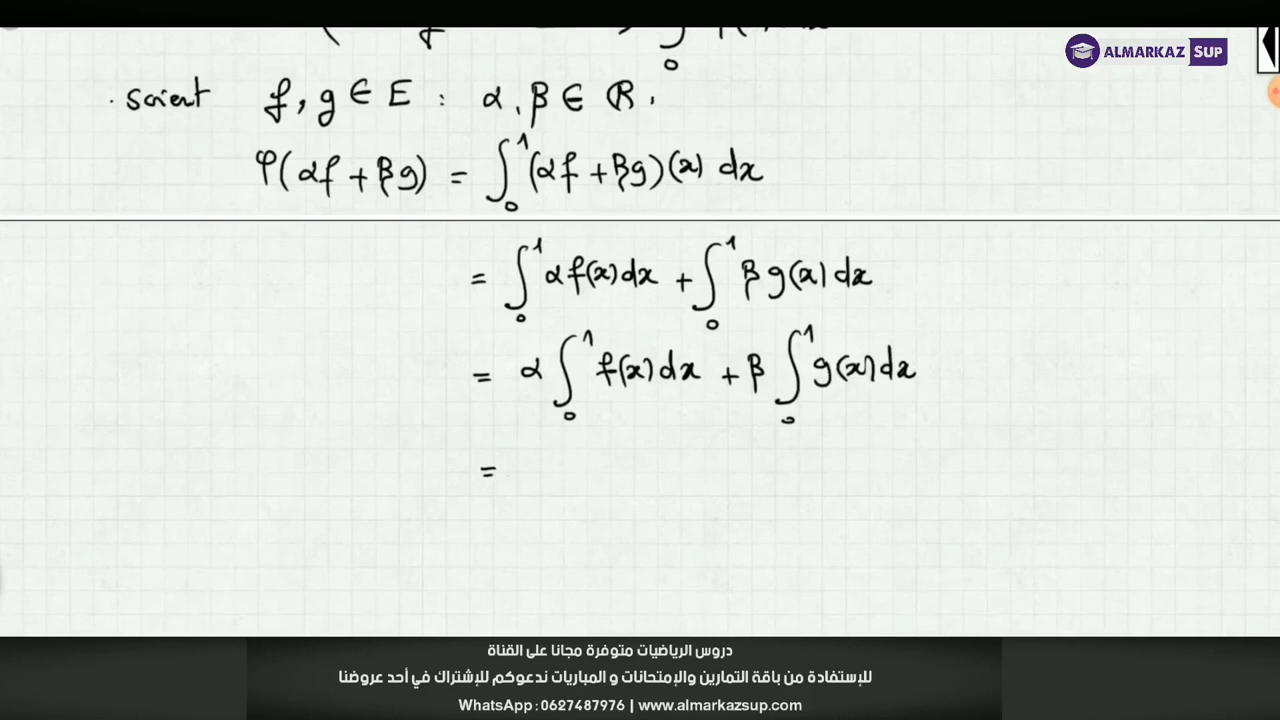 ALMARKAZ SUP
soient f, g ∈ E : α, β ∈ ℝ,
φ(αf + βg) = ∫₀¹ (αf + βg)(x) dx
= ∫₀¹ αf(x)dx + ∫₀¹ βg(x)dx
= α ∫₀¹ f(x)dx + β ∫₀¹ g(x)dx
=
دروس الرياضيات متوفرة مجانا على القناة
للإستفادة من باقة التمارين والإمتحانات و المباريات ندعوكم للإشتراك في أحد عروضنا
WhatsApp : 0627487976 | www.almarkazsup.com